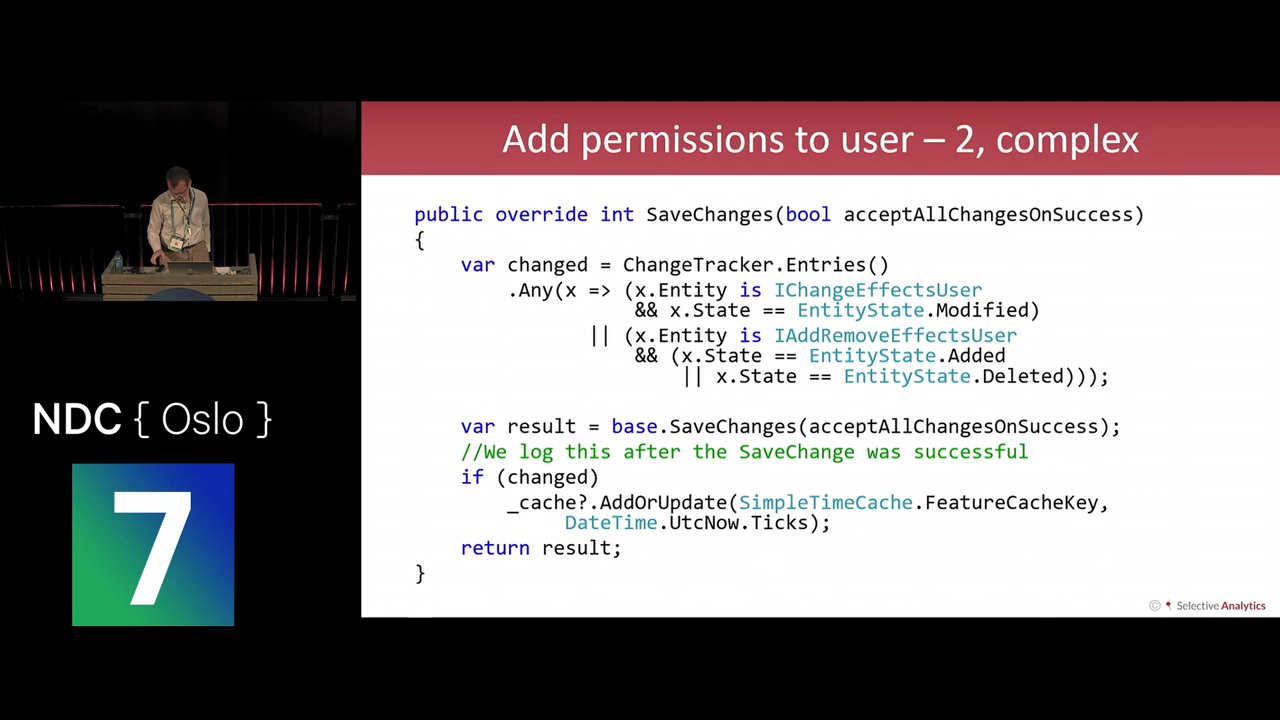 Add permissions to user – 2, complex
public override int SaveChanges(bool acceptAllChangesOnSuccess)
{
var changed = ChangeTracker.Entries()
.Any(x => (x.Entity is IChangeEffectsUser
&& x.State == EntityState.Modified)
|| (x.Entity is IAddRemoveEffectsUser
&& (x.State == EntityState.Added
|| x.State == EntityState.Deleted)));
var result = base.SaveChanges(acceptAllChangesOnSuccess);
//We log this after the SaveChange was successful
if (changed)
_cache?.AddOrUpdate(SimpleTimeCache.FeatureCacheKey,
DateTime.UtcNow.Ticks);
return result;
}
© Selective Analytics
NDC { Oslo }
7